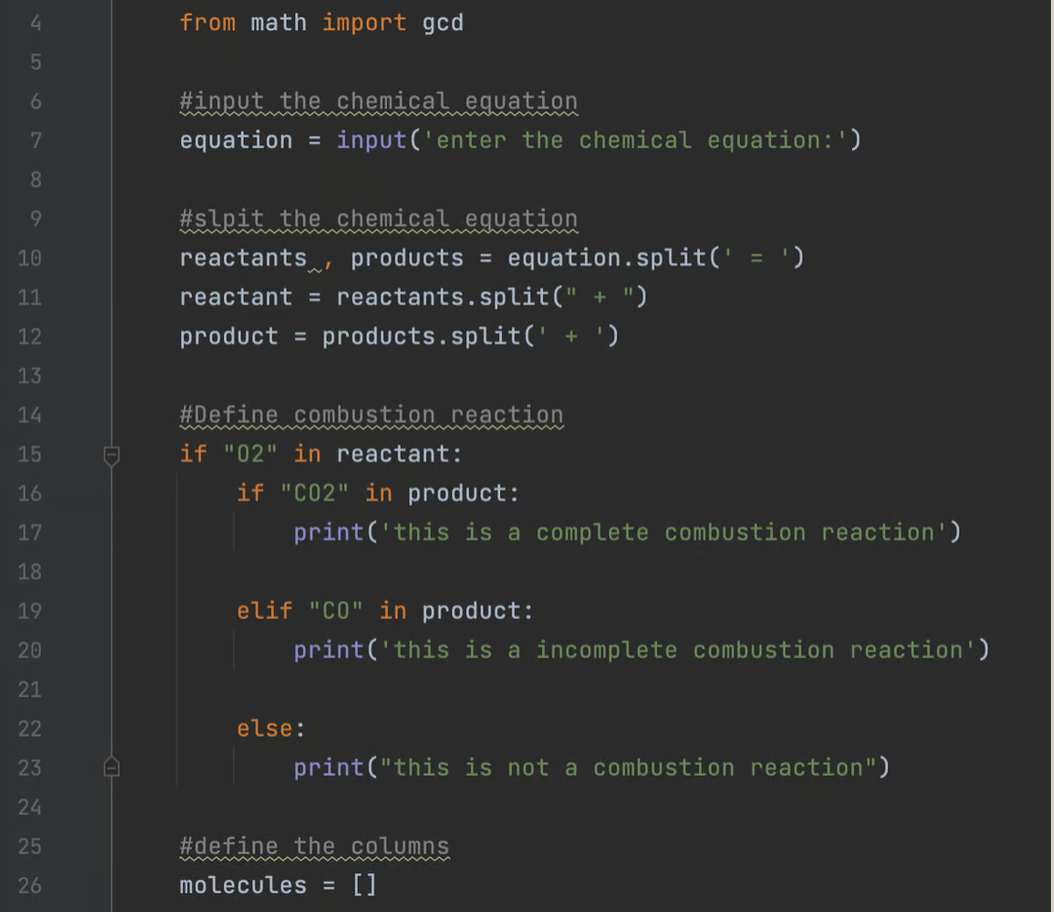 4 from math import gcd
5
6 #input the chemical equation
7 equation = input('enter the chemical equation:')
8
9 #slpit the chemical equation
10 reactants , products = equation.split(' = ')
11 reactant = reactants.split(" + ")
12 product = products.split(' + ')
13
14 #Define combustion reaction
15 if "O2" in reactant:
16 if "CO2" in product:
17 print('this is a complete combustion reaction')
18
19 elif "CO" in product:
20 print('this is a incomplete combustion reaction')
21
22 else:
23 print("this is not a combustion reaction")
24
25 #define the columns
26 molecules = []